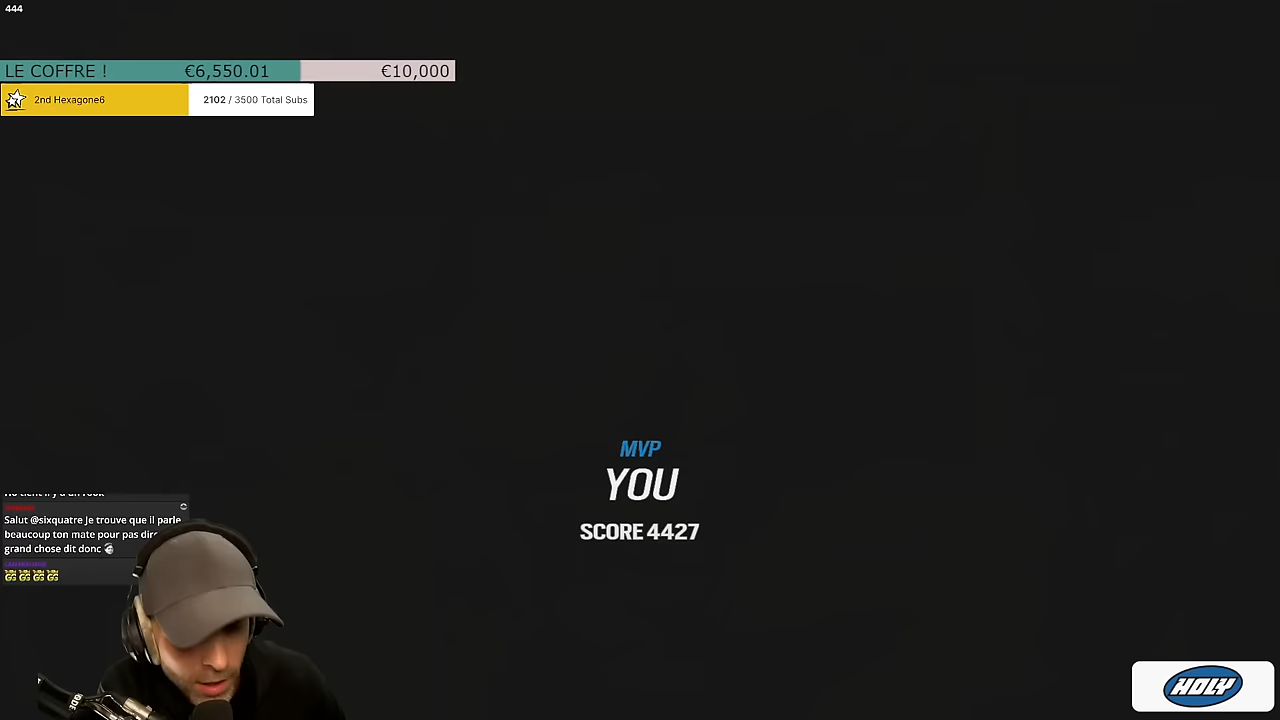 444
LE COFFRE ! €6,550.01 €10,000
2nd Hexagone6 2102 / 3500 Total Subs
MVP
YOU
SCORE 4427
Salut @sixquatre Je trouve que il parle
beaucoup ton mate pour pas dire
grand chose dit donc
HOLY